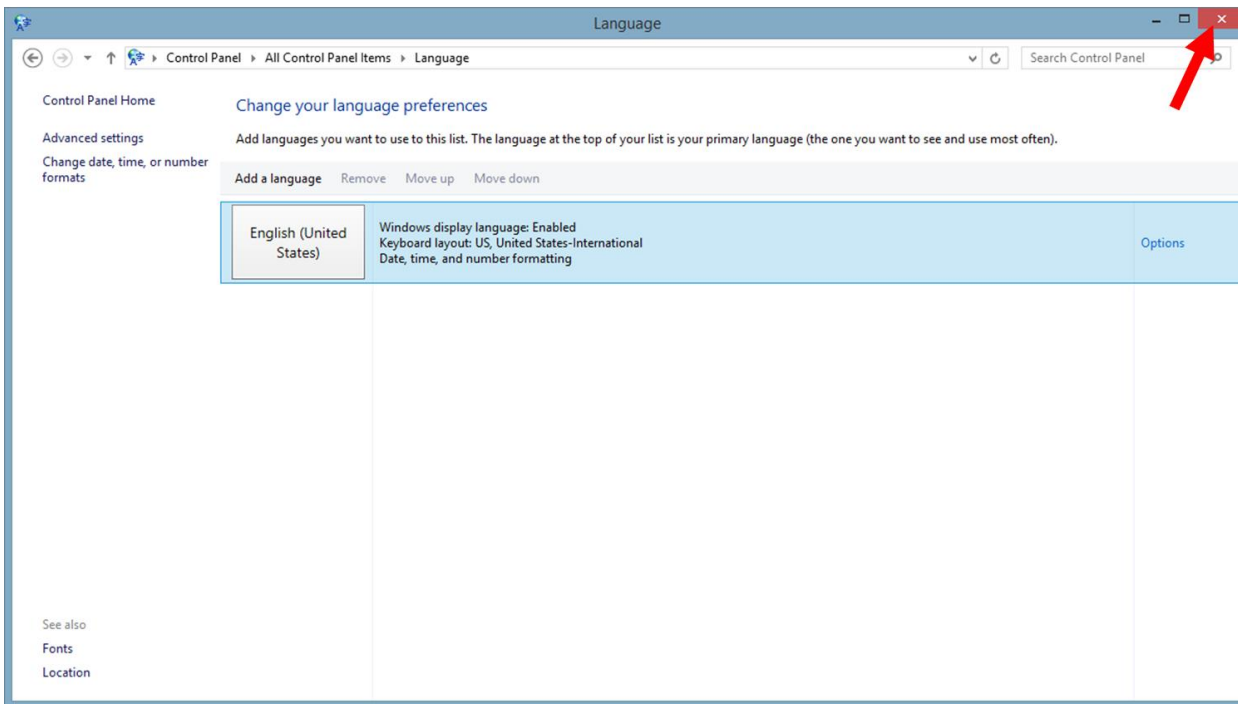 Language
Control Panel All Control Panel Items Language
Search Control Panel
Control Panel Home
Advanced settings
Change date, time, or number
formats
Change your language preferences
Add languages you want to use to this list. The language at the top of your list is your primary language (the one you want to see and use most often).
Add a language Remove Move up Move down
English (United
States)
Windows display language: Enabled
Keyboard layout: US, United States-International
Date, time, and number formatting
Options
See also
Fonts
Location